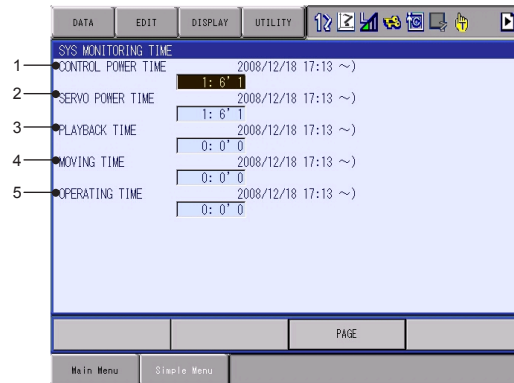 DATA EDIT DISPLAY UTILITY
SYS MONITORING TIME
1 CONTROL POWER TIME 2008/12/18 17:13 ~)
1: 6' 1
2 SERVO POWER TIME 2008/12/18 17:13 ~)
1: 6' 1
3 PLAYBACK TIME 2008/12/18 17:13 ~)
0: 0' 0
4 MOVING TIME 2008/12/18 17:13 ~)
0: 0' 0
5 OPERATING TIME 2008/12/18 17:13 ~)
0: 0' 0
PAGE
Main Menu Simple Menu